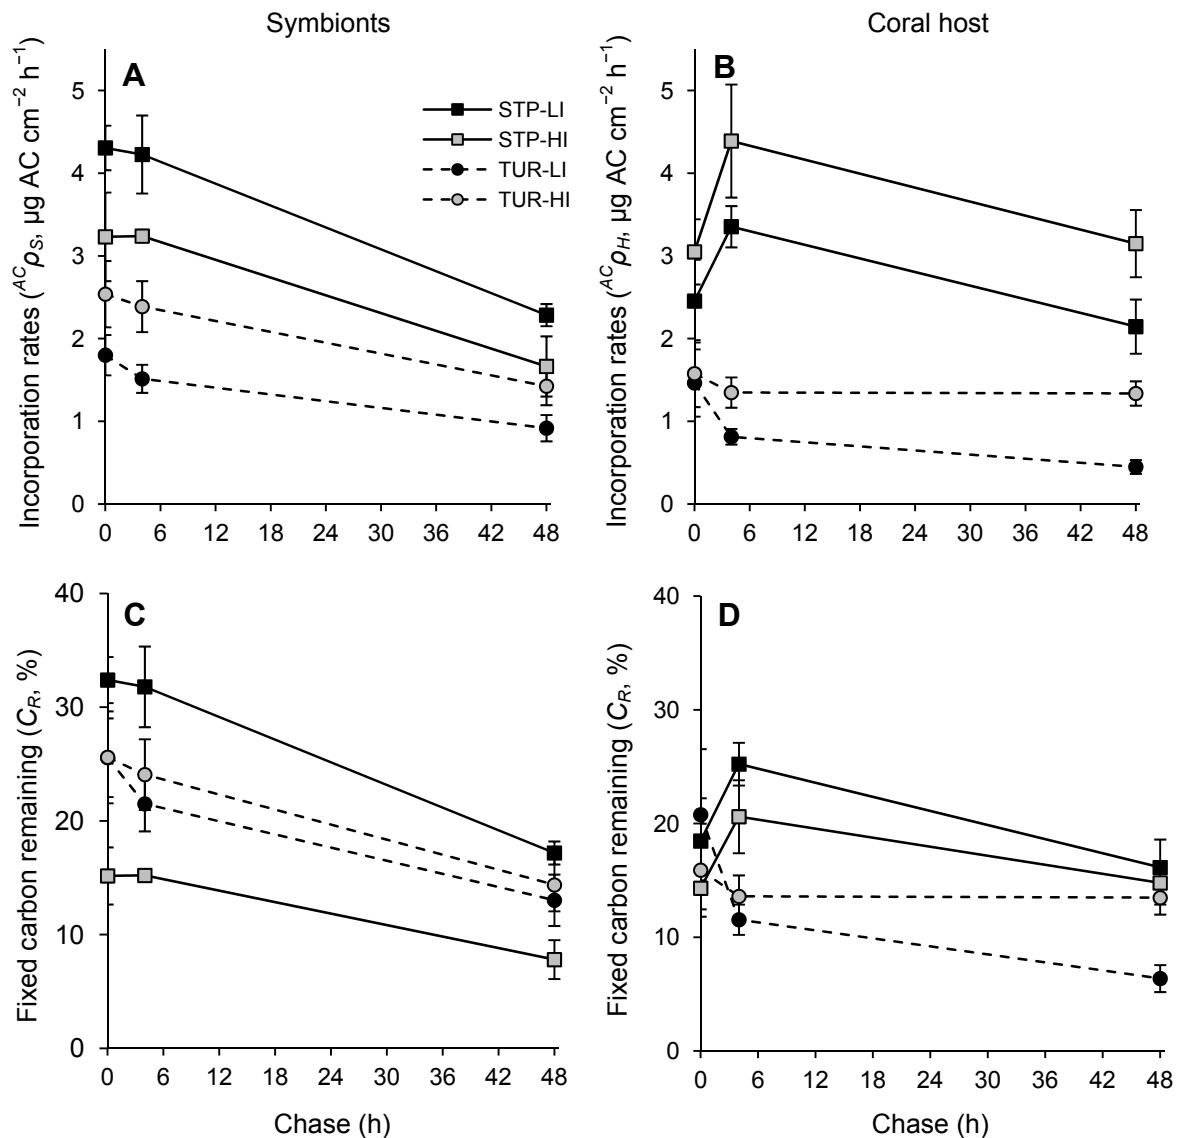 Symbionts
Coral host
A
B
STP-LI
STP-HI
TUR-LI
TUR-HI
Incorporation rates (ᴬᶜρS, µg AC cm⁻² h⁻¹)
5
4
3
2
1
0
0 6 12 18 24 30 36 42 48
Incorporation rates (ᴬᶜρH, µg AC cm⁻² h⁻¹)
5
4
3
2
1
0
0 6 12 18 24 30 36 42 48
C
D
Fixed carbon remaining (CR, %)
40
30
20
10
0
0 6 12 18 24 30 36 42 48
Chase (h)
Fixed carbon remaining (CR, %)
40
30
20
10
0
0 6 12 18 24 30 36 42 48
Chase (h)